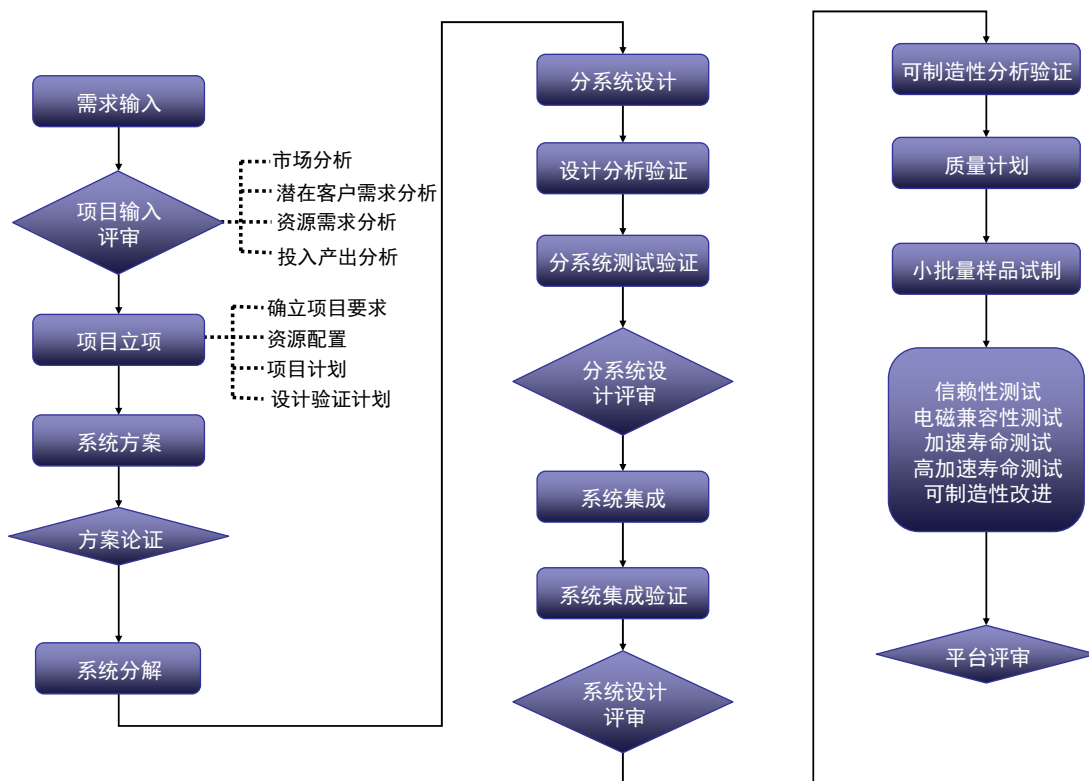 需求输入
项目输入
评审
市场分析
潜在客户需求分析
资源需求分析
投入产出分析
项目立项
确立项目要求
资源配置
项目计划
设计验证计划
系统方案
方案论证
系统分解
分系统设计
设计分析验证
分系统测试验证
分系统设
计评审
系统集成
系统集成验证
系统设计
评审
可制造性分析验证
质量计划
小批量样品试制
信赖性测试
电磁兼容性测试
加速寿命测试
高加速寿命测试
可制造性改进
平台评审